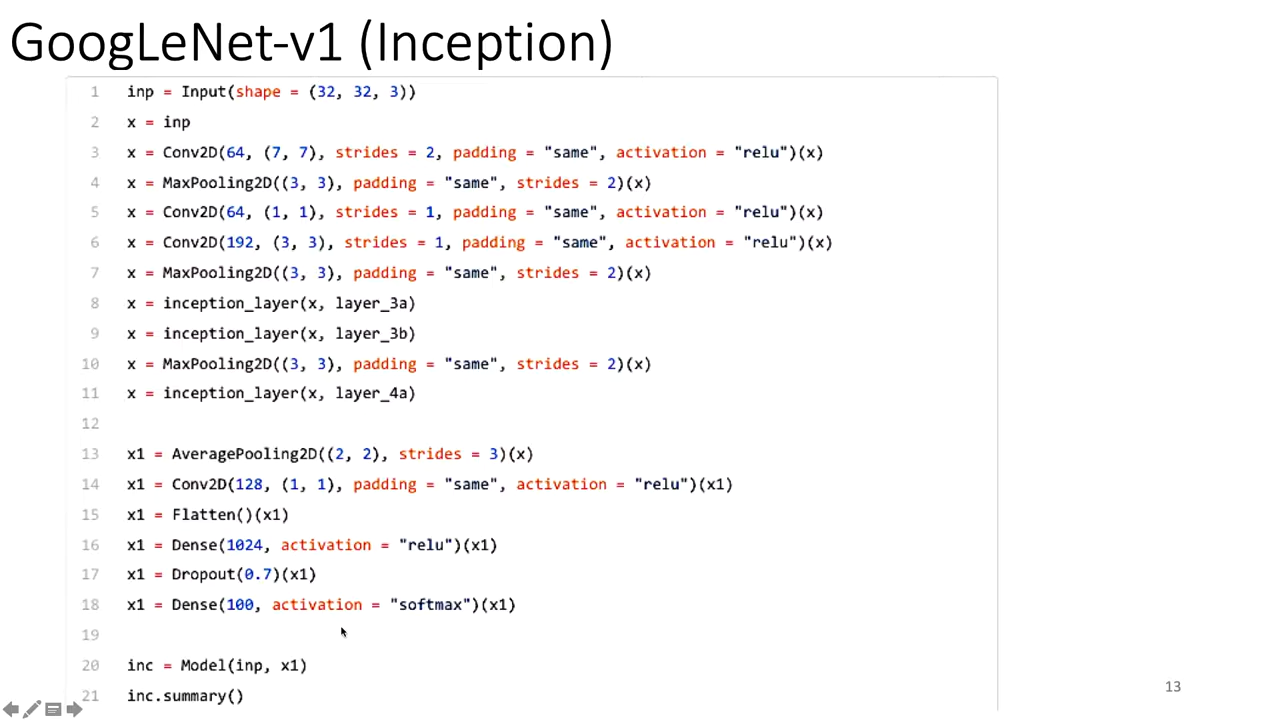 GoogLeNet-v1 (Inception)
1 inp = Input(shape = (32, 32, 3))
2 x = inp
3 x = Conv2D(64, (7, 7), strides = 2, padding = "same", activation = "relu")(x)
4 x = MaxPooling2D((3, 3), padding = "same", strides = 2)(x)
5 x = Conv2D(64, (1, 1), strides = 1, padding = "same", activation = "relu")(x)
6 x = Conv2D(192, (3, 3), strides = 1, padding = "same", activation = "relu")(x)
7 x = MaxPooling2D((3, 3), padding = "same", strides = 2)(x)
8 x = inception_layer(x, layer_3a)
9 x = inception_layer(x, layer_3b)
10 x = MaxPooling2D((3, 3), padding = "same", strides = 2)(x)
11 x = inception_layer(x, layer_4a)
12
13 x1 = AveragePooling2D((2, 2), strides = 3)(x)
14 x1 = Conv2D(128, (1, 1), padding = "same", activation = "relu")(x1)
15 x1 = Flatten()(x1)
16 x1 = Dense(1024, activation = "relu")(x1)
17 x1 = Dropout(0.7)(x1)
18 x1 = Dense(100, activation = "softmax")(x1)
19
20 inc = Model(inp, x1)
21 inc.summary()
13